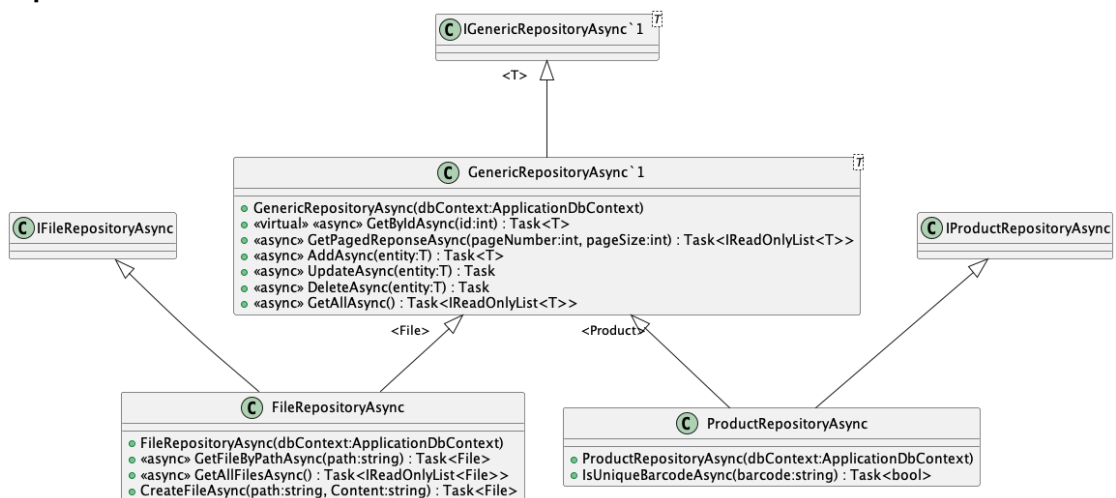 C IGenericRepositoryAsync`1 T
<T>
C GenericRepositoryAsync`1 T
GenericRepositoryAsync(dbContext:ApplicationDbContext)
«virtual» «async» GetByIdAsync(id:int) : Task<T>
«async» GetPagedReponseAsync(pageNumber:int, pageSize:int) : Task<IReadOnlyList<T>>
«async» AddAsync(entity:T) : Task<T>
«async» UpdateAsync(entity:T) : Task
«async» DeleteAsync(entity:T) : Task
«async» GetAllAsync() : Task<IReadOnlyList<T>>
C IFileRepositoryAsync
C IProductRepositoryAsync
<File>
<Product>
C FileRepositoryAsync
FileRepositoryAsync(dbContext:ApplicationDbContext)
«async» GetFileByPathAsync(path:string) : Task<File>
«async» GetAllFilesAsync() : Task<IReadOnlyList<File>>
CreateFileAsync(path:string, Content:string) : Task<File>
C ProductRepositoryAsync
ProductRepositoryAsync(dbContext:ApplicationDbContext)
IsUniqueBarcodeAsync(barcode:string) : Task<bool>